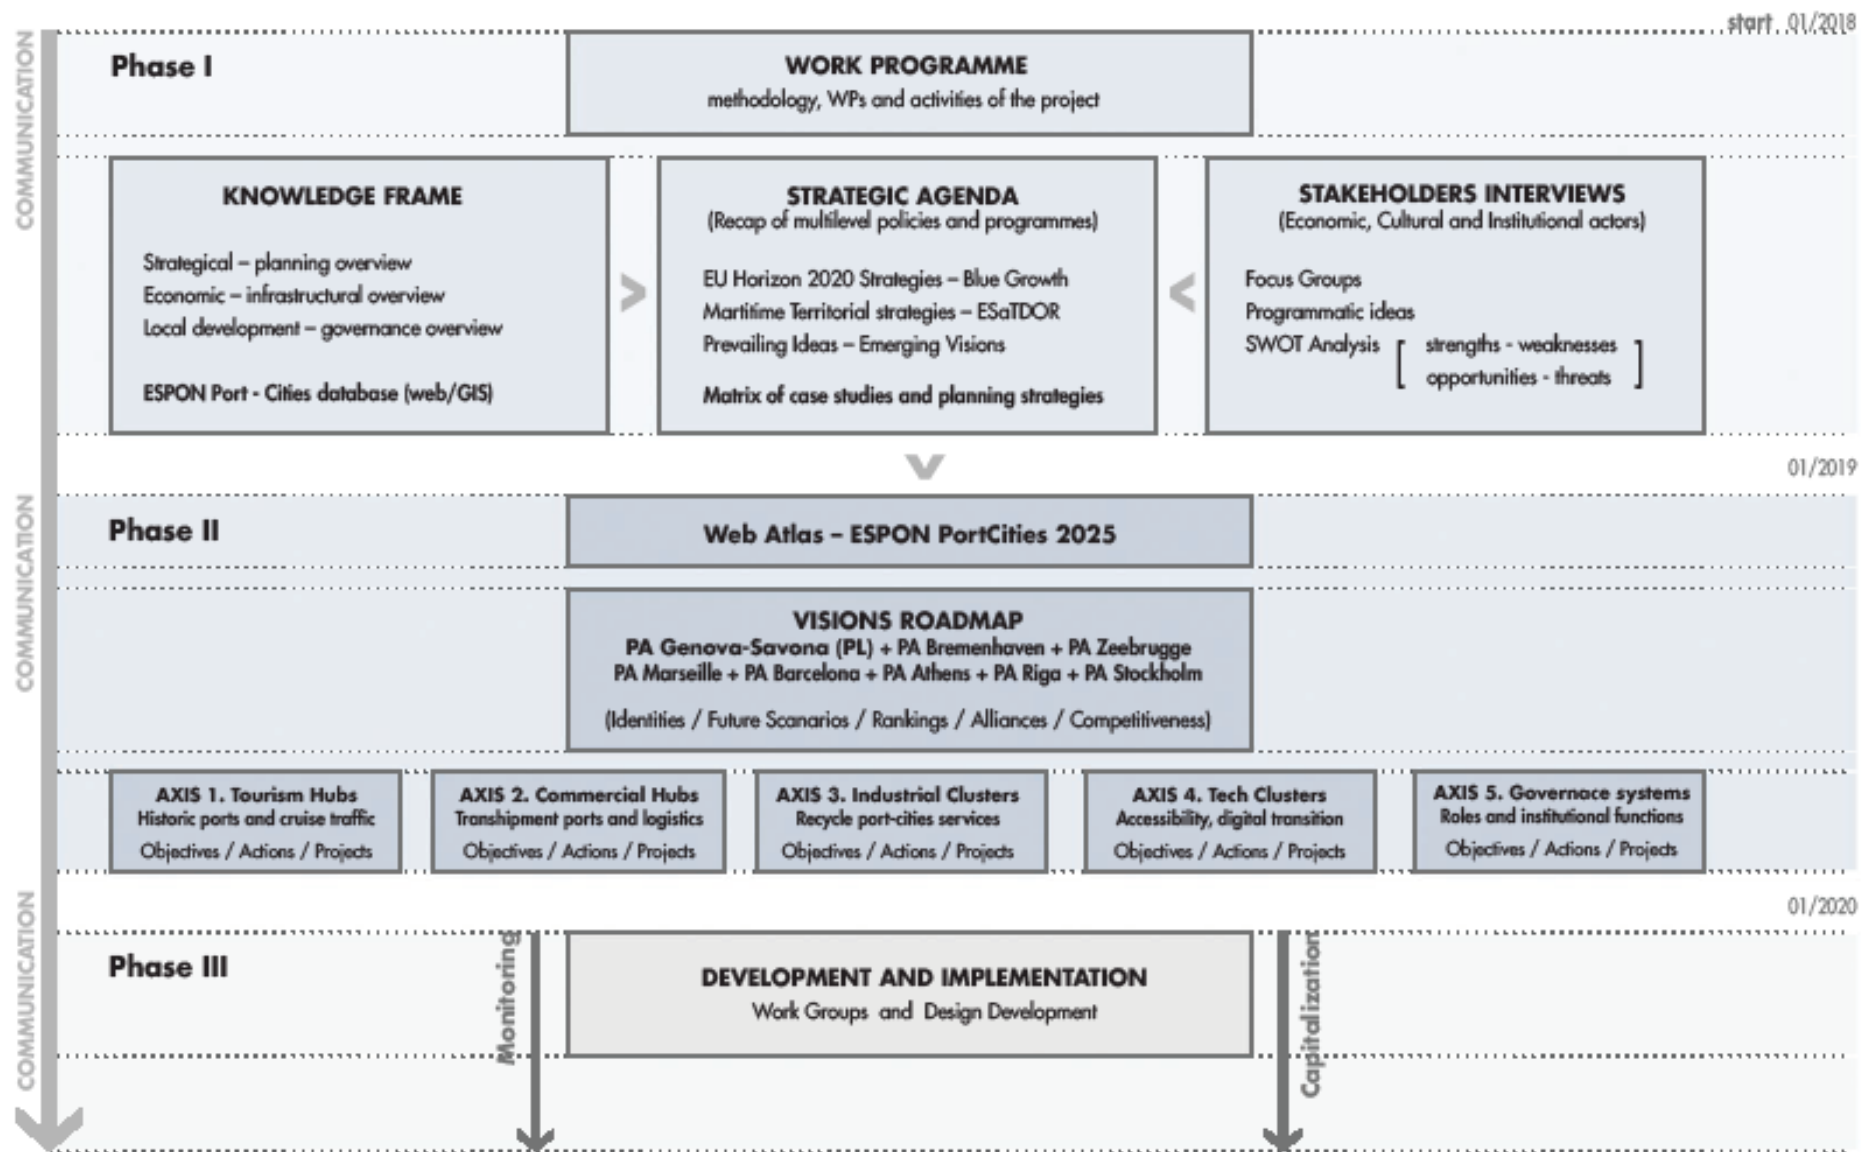 start 01/2018
COMMUNICATION
Phase I
WORK PROGRAMME
methodology, WPs and activities of the project
KNOWLEDGE FRAME
Strategical – planning overview
Economic – infrastructural overview
Local development – governance overview
ESPON Port - Cities database (web/GIS)
>
STRATEGIC AGENDA
(Recap of multilevel policies and programmes)
EU Horizon 2020 Strategies – Blue Growth
Martitime Territorial strategies – ESaTDOR
Prevailing Ideas – Emerging Visions
Matrix of case studies and planning strategies
<
STAKEHOLDERS INTERVIEWS
(Economic, Cultural and Institutional actors)
Focus Groups
Programmatic ideas
SWOT Analysis [ strengths - weaknesses
opportunities - threats ]
01/2019
COMMUNICATION
Phase II
Web Atlas – ESPON PortCities 2025
VISIONS ROADMAP
PA Genova-Savona (PL) + PA Bremenhaven + PA Zeebrugge
PA Marseille + PA Barcelona + PA Athens + PA Riga + PA Stockholm
(Identities / Future Scanarios / Rankings / Alliances / Competitiveness)
AXIS 1. Tourism Hubs
Historic ports and cruise traffic
Objectives / Actions / Projects
AXIS 2. Commercial Hubs
Transhipment ports and logistics
Objectives / Actions / Projects
AXIS 3. Industrial Clusters
Recycle port-cities services
Objectives / Actions / Projects
AXIS 4. Tech Clusters
Accessibility, digital transition
Objectives / Actions / Projects
AXIS 5. Governace systems
Roles and institutional functions
Objectives / Actions / Projects
01/2020
COMMUNICATION
Phase III
Monitoring
DEVELOPMENT AND IMPLEMENTATION
Work Groups and Design Development
Capitalization